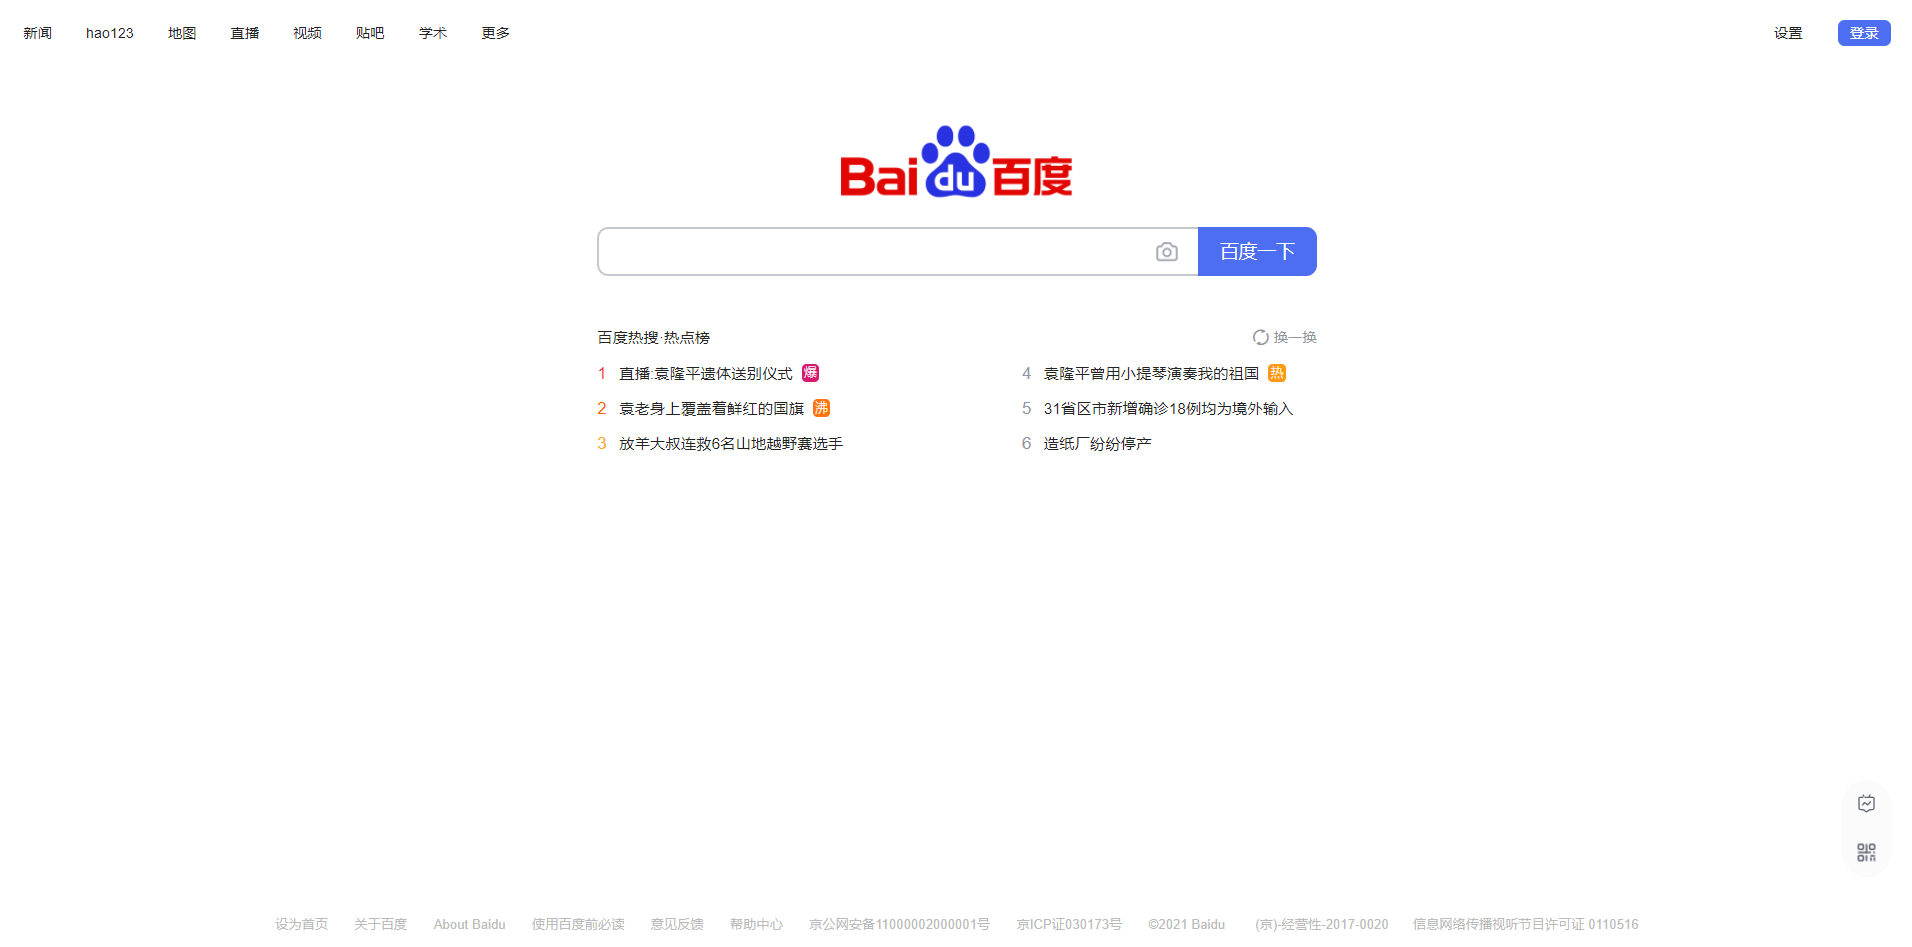 新闻 hao123 地图 直播 视频 贴吧 学术 更多 设置 登录
Bai du 百度
百度一下
百度热搜·热点榜 换一换
1 直播:袁隆平遗体送别仪式 爆
2 袁老身上覆盖着鲜红的国旗 沸
3 放羊大叔连救6名山地越野赛选手
4 袁隆平曾用小提琴演奏我的祖国 热
5 31省区市新增确诊18例均为境外输入
6 造纸厂纷纷停产
设为首页 关于百度 About Baidu 使用百度前必读 意见反馈 帮助中心 京公网安备11000002000001号 京ICP证030173号 ©2021 Baidu (京)-经营性-2017-0020 信息网络传播视听节目许可证 0110516